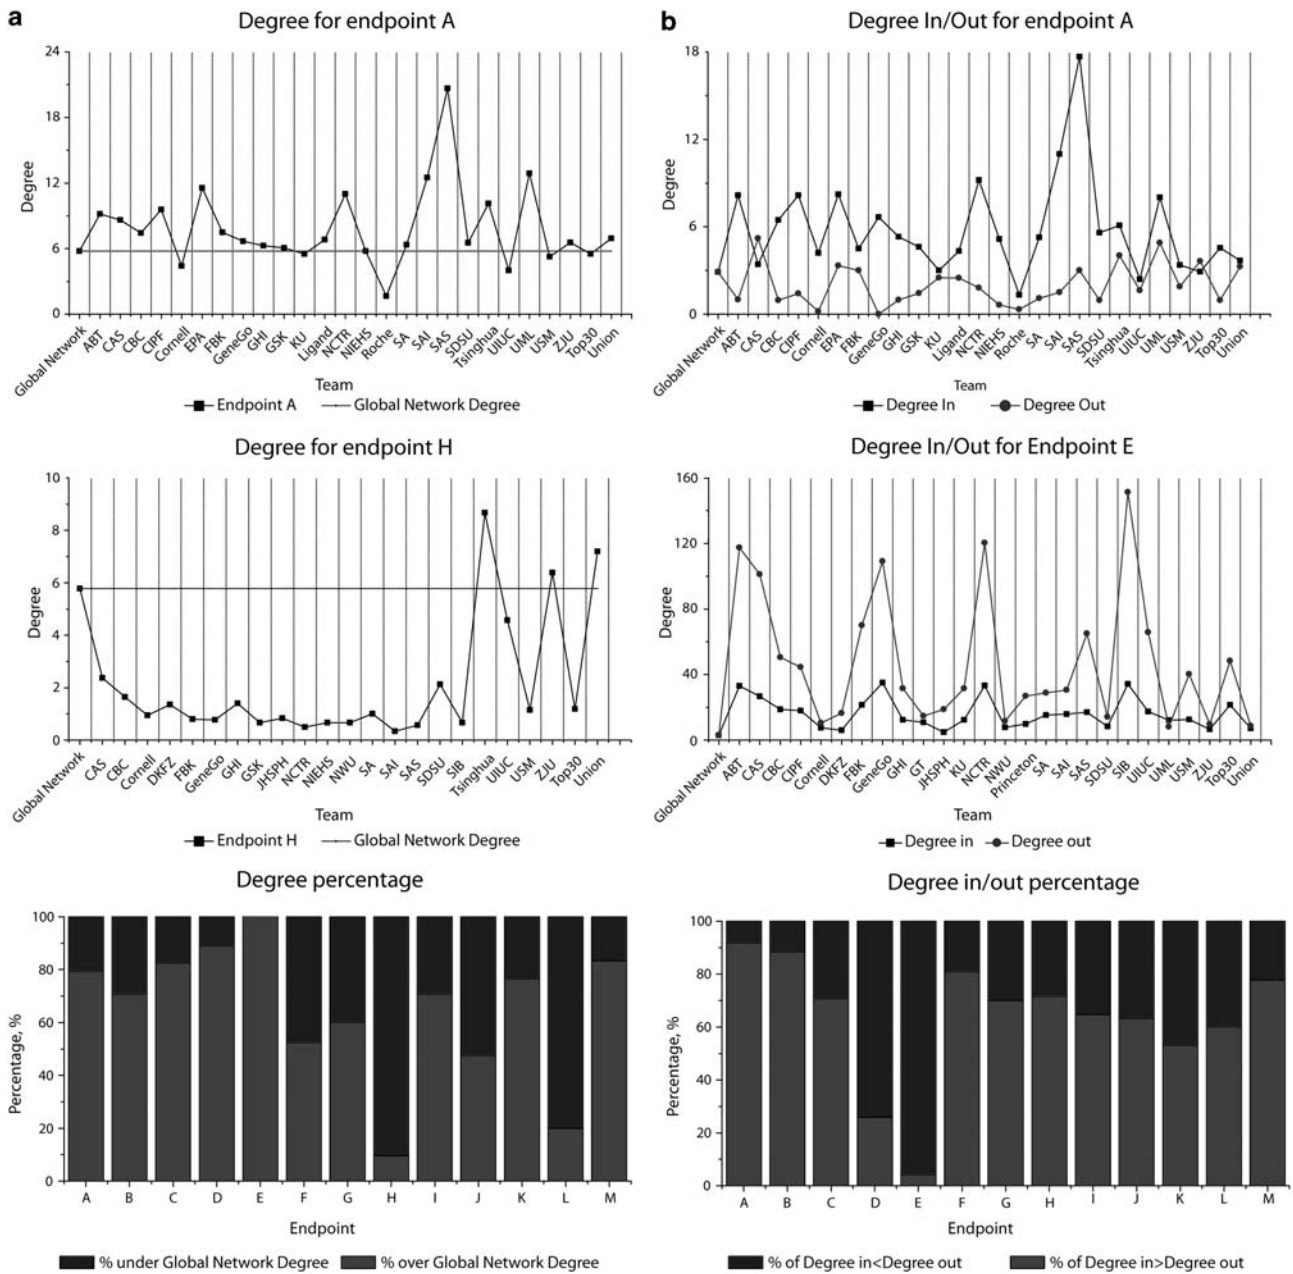 a
Degree for endpoint A
24
18
12
6
0
Degree
Global Network ABT CAS CBC CIPF Cornell EPA FBK GeneGo GHI GSK KU Ligand NCTR NIEHS Roche SA SAI SAS SDSU Tsinghua UIUC UML USM ZJU Top30 Union
Team
Endpoint A Global Network Degree
b
Degree In/Out for endpoint A
18
12
6
0
Degree
Global Network ABT CAS CBC CIPF Cornell EPA FBK GeneGo GHI GSK KU Ligand NCTR NIEHS Roche SA SAI SAS SDSU Tsinghua UIUC UML USM ZJU Top30 Union
Team
Degree In Degree Out
Degree for endpoint H
10
8
6
4
2
0
Degree
Global Network CAS CBC Cornell DKFZ FBK GeneGo GHI GSK JHSPH NCTR NIEHS NWU SA SAI SAS SDSU SIB Tsinghua UIUC USM ZJU Top30 Union
Team
Endpoint H Global Network Degree
Degree In/Out for Endpoint E
160
120
80
40
0
Degree
Global Network ABT CAS CBC CIPF Cornell DKFZ FBK GeneGo GHI GT JHSPH KU NCTR NWU Princeton SA SAI SAS SDSU SIB UIUC UML USM ZJU Top30 Union
Team
Degree in Degree out
Degree percentage
100
80
60
40
20
0
Percentage, %
A B C D E F G H I J K L M
Endpoint
% under Global Network Degree % over Global Network Degree
Degree in/out percentage
100
80
60
40
20
0
Percentage, %
A B C D E F G H I J K L M
Endpoint
% of Degree in<Degree out % of Degree in>Degree out